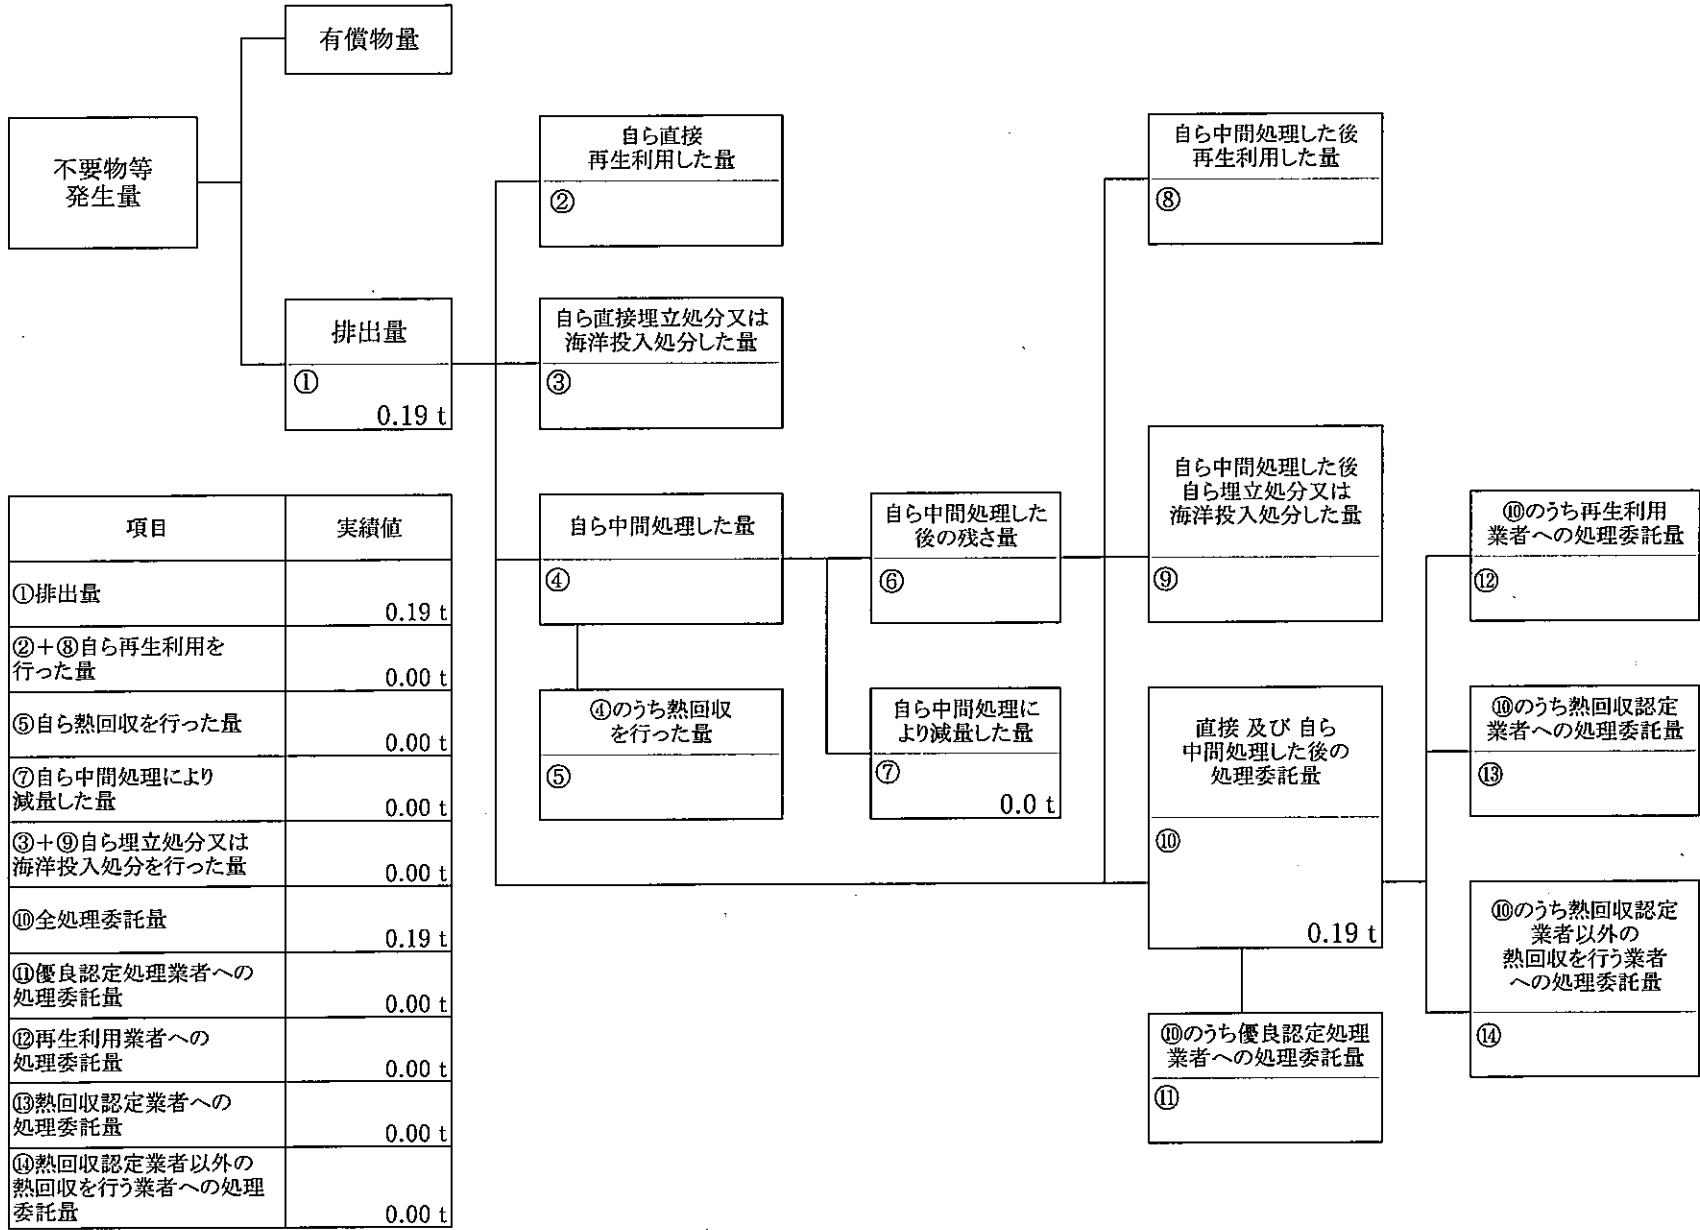 有償物量
不要物等
発生量
排出量
①
0.19 t
自ら直接
再生利用した量
②
自ら直接埋立処分又は
海洋投入処分した量
③
自ら中間処理した量
④
④のうち熱回収
を行った量
⑤
自ら中間処理した
後の残さ量
⑥
自ら中間処理に
より減量した量
⑦
0.0 t
自ら中間処理した後
再生利用した量
⑧
自ら中間処理した後
自ら埋立処分又は
海洋投入処分した量
⑨
直接 及び 自ら
中間処理した後の
処理委託量
⑩
0.19 t
⑩のうち優良認定処理
業者への処理委託量
⑪
⑩のうち再生利用
業者への処理委託量
⑫
⑩のうち熱回収認定
業者への処理委託量
⑬
⑩のうち熱回収認定
業者以外の
熱回収を行う業者
への処理委託量
⑭
項目 実績値
①排出量
0.19 t
②+⑧自ら再生利用を
行った量
0.00 t
⑤自ら熱回収を行った量
0.00 t
⑦自ら中間処理により
減量した量
0.00 t
③+⑨自ら埋立処分又は
海洋投入処分を行った量
0.00 t
⑩全処理委託量
0.19 t
⑪優良認定処理業者への
処理委託量
0.00 t
⑫再生利用業者への
処理委託量
0.00 t
⑬熱回収認定業者への
処理委託量
0.00 t
⑭熱回収認定業者以外の
熱回収を行う業者への処理
委託量
0.00 t